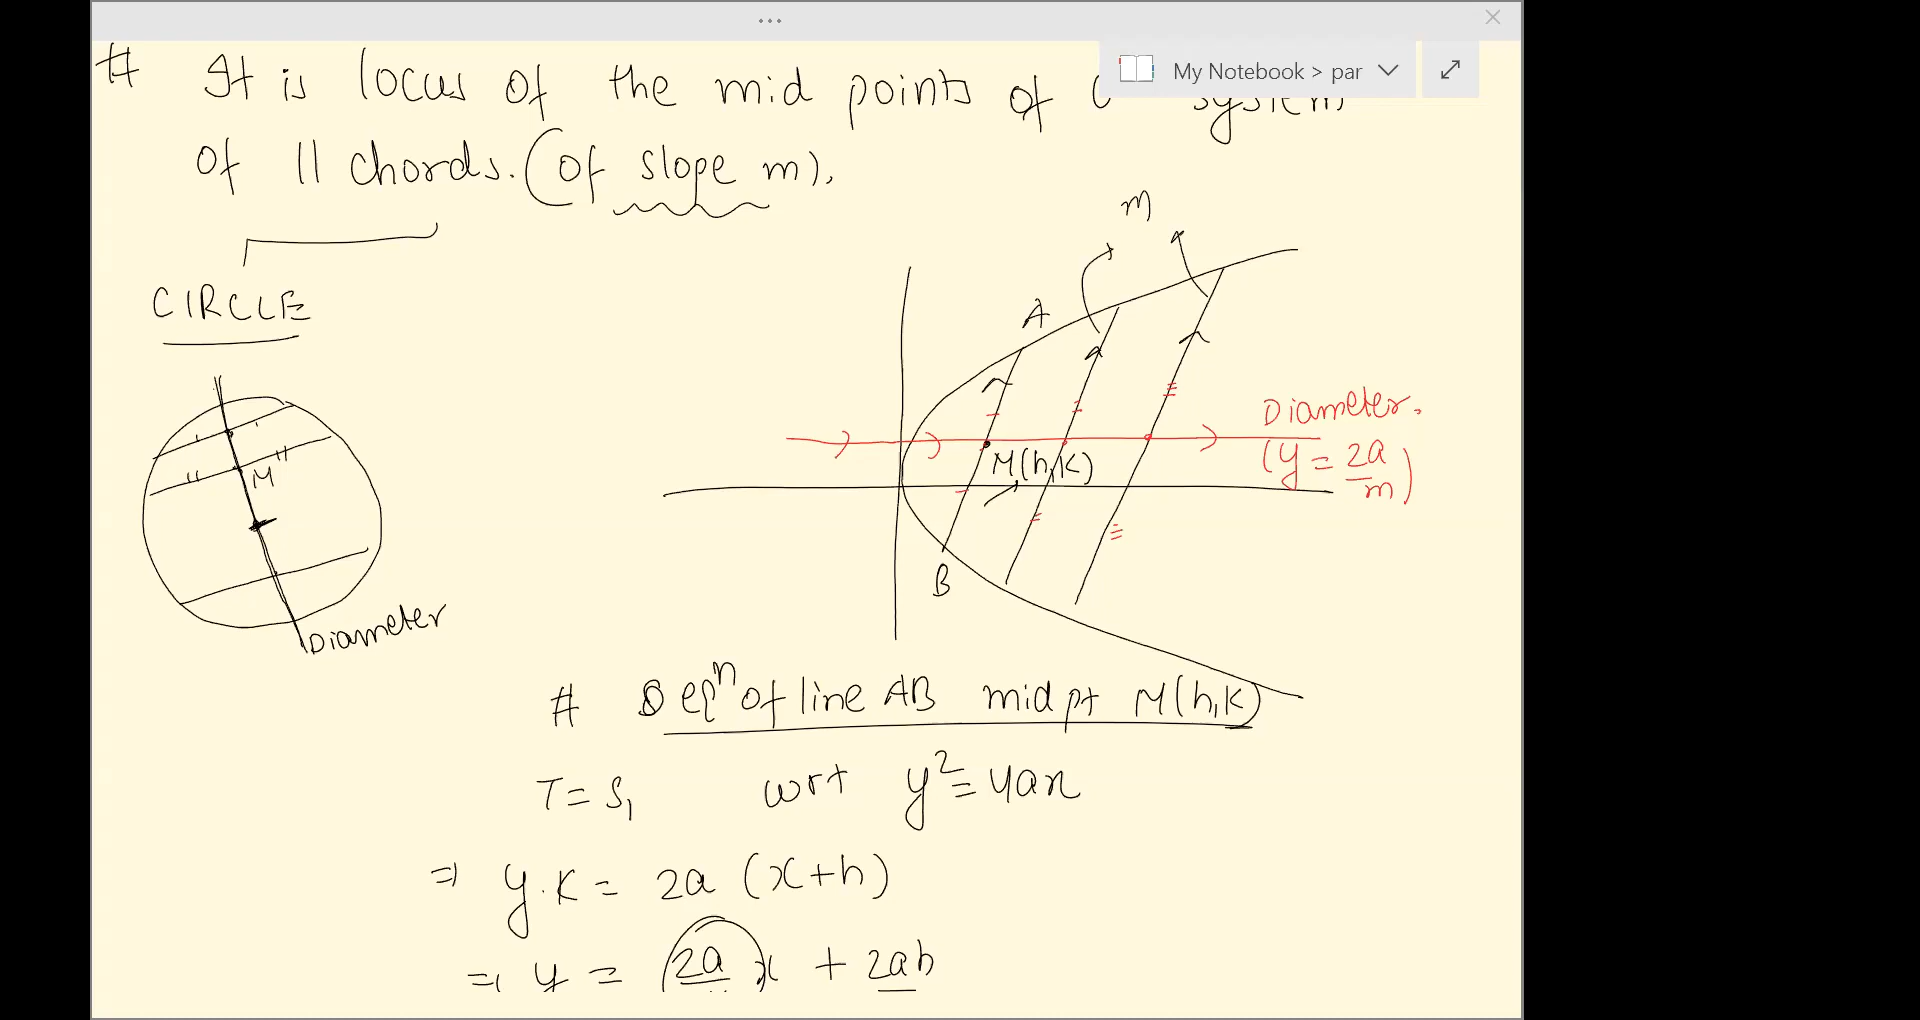 My Notebook > par
# It is locus of the mid points of system
of || chords. (of slope m).
CIRCLE
M
Diameter
m
A
M(h,k)
B
Diameter.
(y = 2a/m)
# eqⁿ of line AB mid pt M(h,k)
T = S₁ wrt y² = 4ax
⇒ y.k = 2a (x+h)
⇒ y = 2a x + 2ah